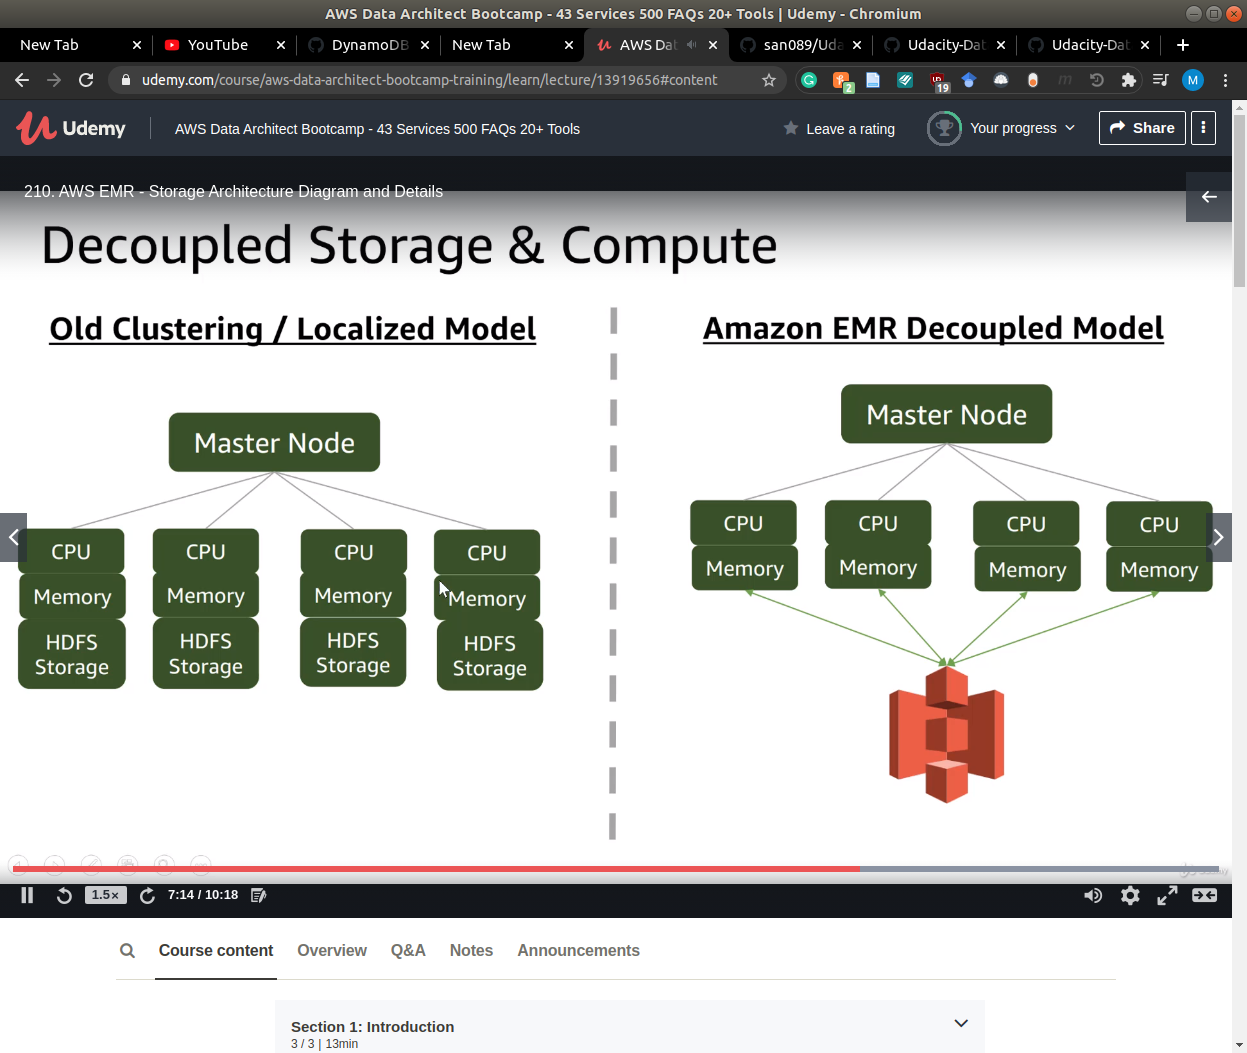 AWS Data Architect Bootcamp - 43 Services 500 FAQs 20+ Tools | Udemy - Chromium
New Tab
YouTube
DynamoDB
New Tab
AWS Dat
san089/Uda
Udacity-Dat
Udacity-Dat
udemy.com/course/aws-data-architect-bootcamp-training/learn/lecture/13919656#content
2
19
M
Udemy
AWS Data Architect Bootcamp - 43 Services 500 FAQs 20+ Tools
Leave a rating
Your progress
Share
210. AWS EMR - Storage Architecture Diagram and Details
Decoupled Storage & Compute
Old Clustering / Localized Model
Master Node
CPU
Memory
HDFS
Storage
CPU
Memory
HDFS
Storage
CPU
Memory
HDFS
Storage
CPU
Memory
HDFS
Storage
Amazon EMR Decoupled Model
Master Node
CPU
Memory
CPU
Memory
CPU
Memory
CPU
Memory
1.5×
7:14 / 10:18
Course content
Overview
Q&A
Notes
Announcements
Section 1: Introduction
3 / 3 | 13min